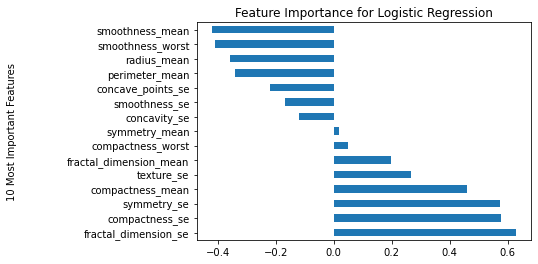 Feature Importance for Logistic Regression
10 Most Important Features
smoothness_mean
smoothness_worst
radius_mean
perimeter_mean
concave_points_se
smoothness_se
concavity_se
symmetry_mean
compactness_worst
fractal_dimension_mean
texture_se
compactness_mean
symmetry_se
compactness_se
fractal_dimension_se
−0.4 −0.2 0.0 0.2 0.4 0.6